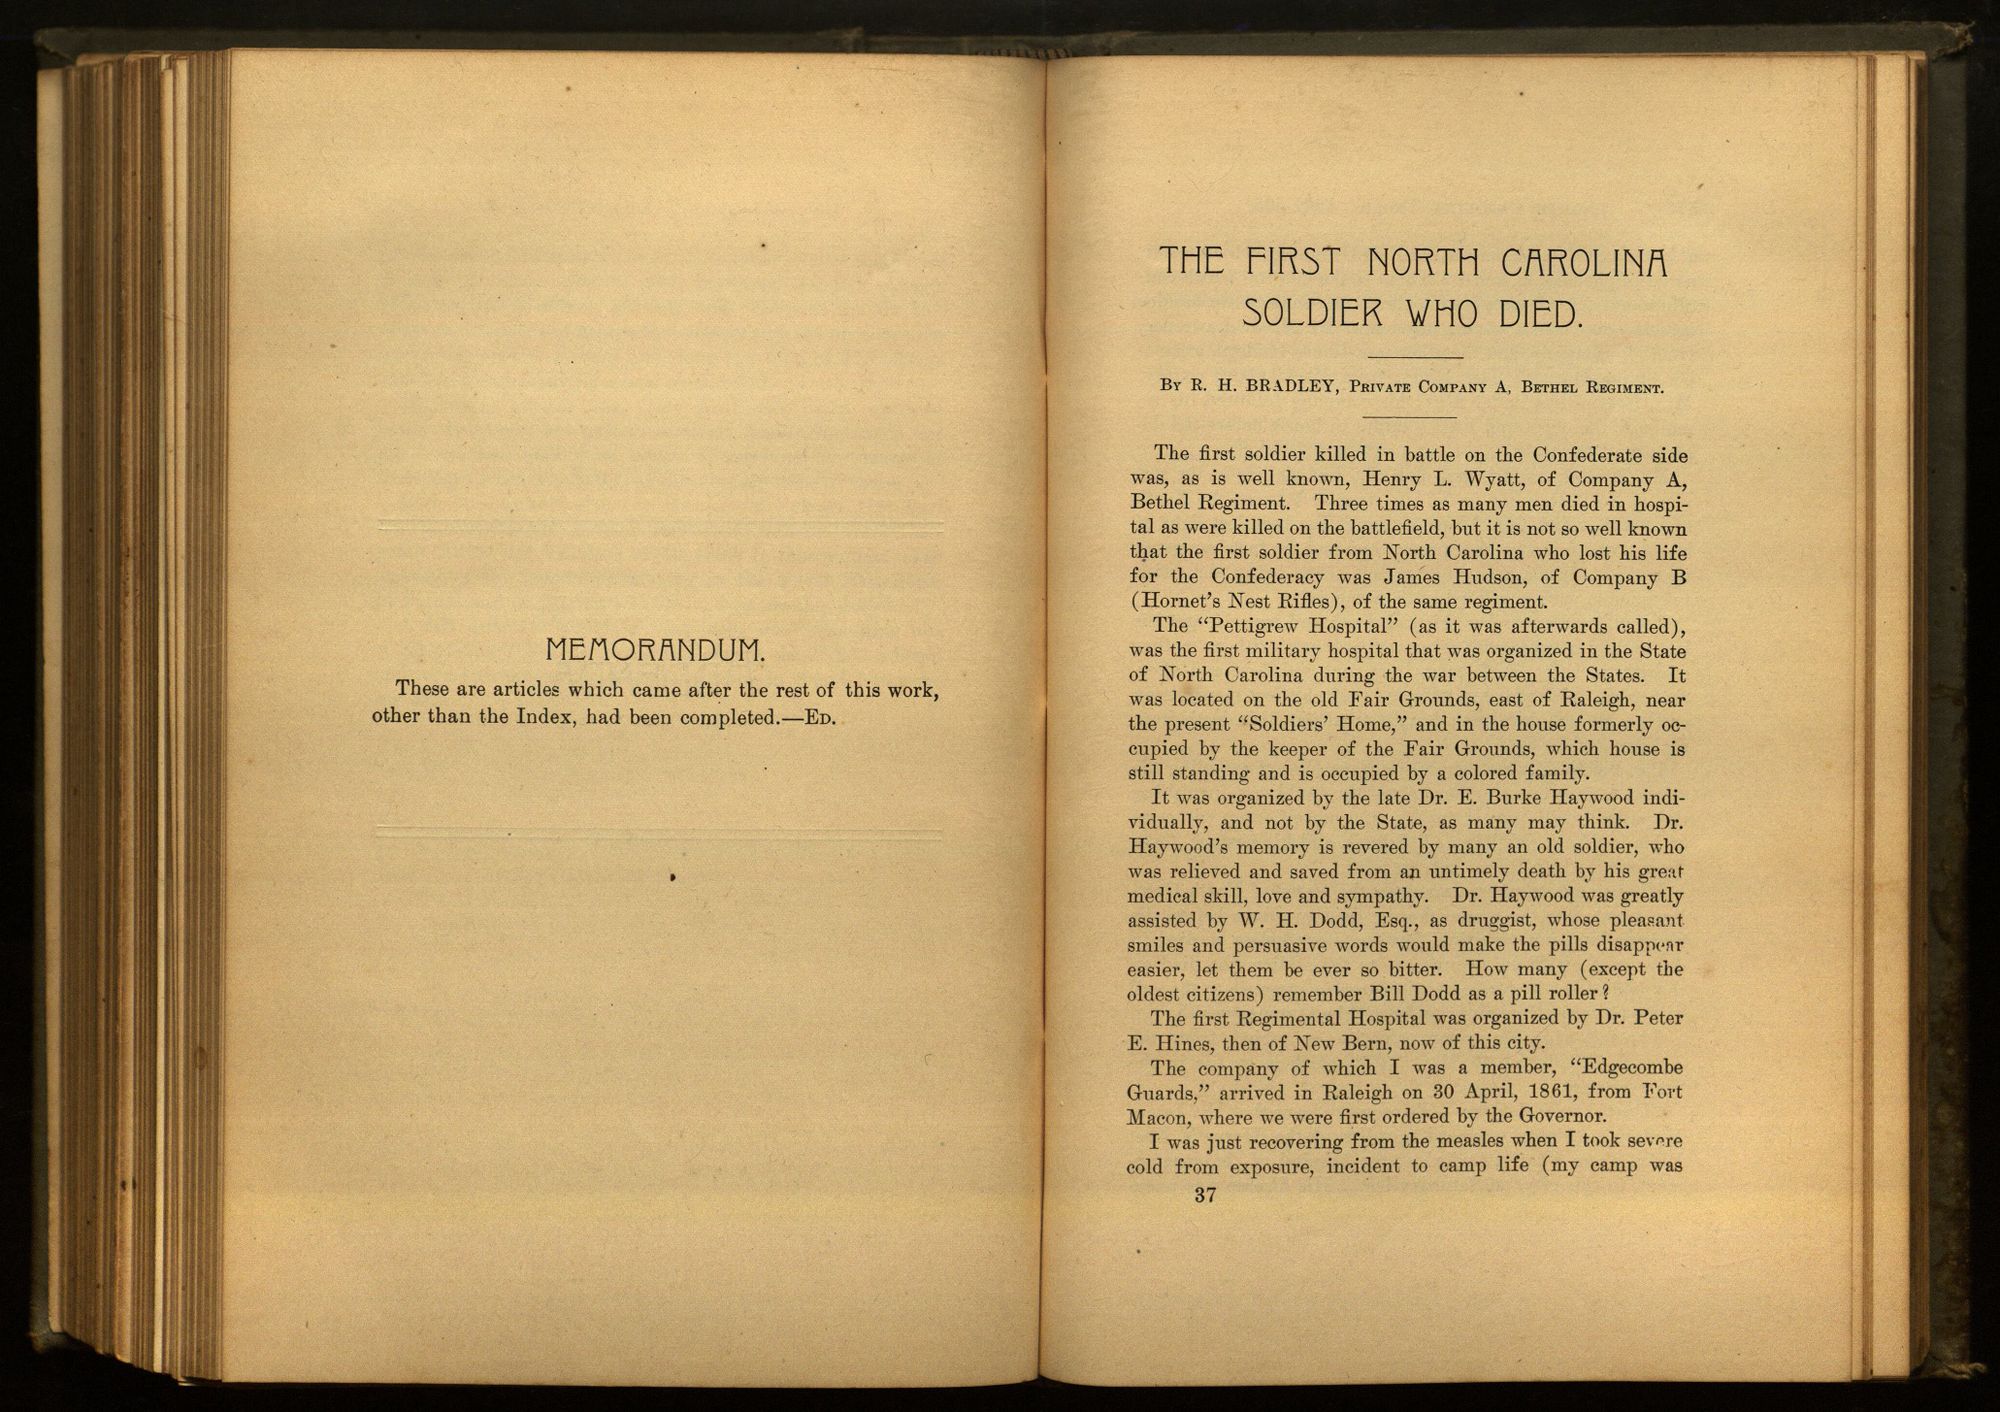 MEMORANDUM.
These are articles which came after the rest of this work,
other than the Index, had been completed.—ED.
THE FIRST NORTH CAROLINA
SOLDIER WHO DIED.
BY R. H. BRADLEY, PRIVATE COMPANY A, BETHEL REGIMENT.
The first soldier killed in battle on the Confederate side
was, as is well known, Henry L. Wyatt, of Company A,
Bethel Regiment. Three times as many men died in hospi-
tal as were killed on the battlefield, but it is not so well known
that the first soldier from North Carolina who lost his life
for the Confederacy was James Hudson, of Company B
(Hornet's Nest Rifles), of the same regiment.
The "Pettigrew Hospital" (as it was afterwards called),
was the first military hospital that was organized in the State
of North Carolina during the war between the States. It
was located on the old Fair Grounds, east of Raleigh, near
the present "Soldiers' Home," and in the house formerly oc-
cupied by the keeper of the Fair Grounds, which house is
still standing and is occupied by a colored family.
It was organized by the late Dr. E. Burke Haywood indi-
vidually, and not by the State, as many may think. Dr.
Haywood's memory is revered by many an old soldier, who
was relieved and saved from an untimely death by his great
medical skill, love and sympathy. Dr. Haywood was greatly
assisted by W. H. Dodd, Esq., as druggist, whose pleasant
smiles and persuasive words would make the pills disappear
easier, let them be ever so bitter. How many (except the
oldest citizens) remember Bill Dodd as a pill roller?
The first Regimental Hospital was organized by Dr. Peter
E. Hines, then of New Bern, now of this city.
The company of which I was a member, "Edgecombe
Guards," arrived in Raleigh on 30 April, 1861, from Fort
Macon, where we were first ordered by the Governor.
I was just recovering from the measles when I took severe
cold from exposure, incident to camp life (my camp was
37